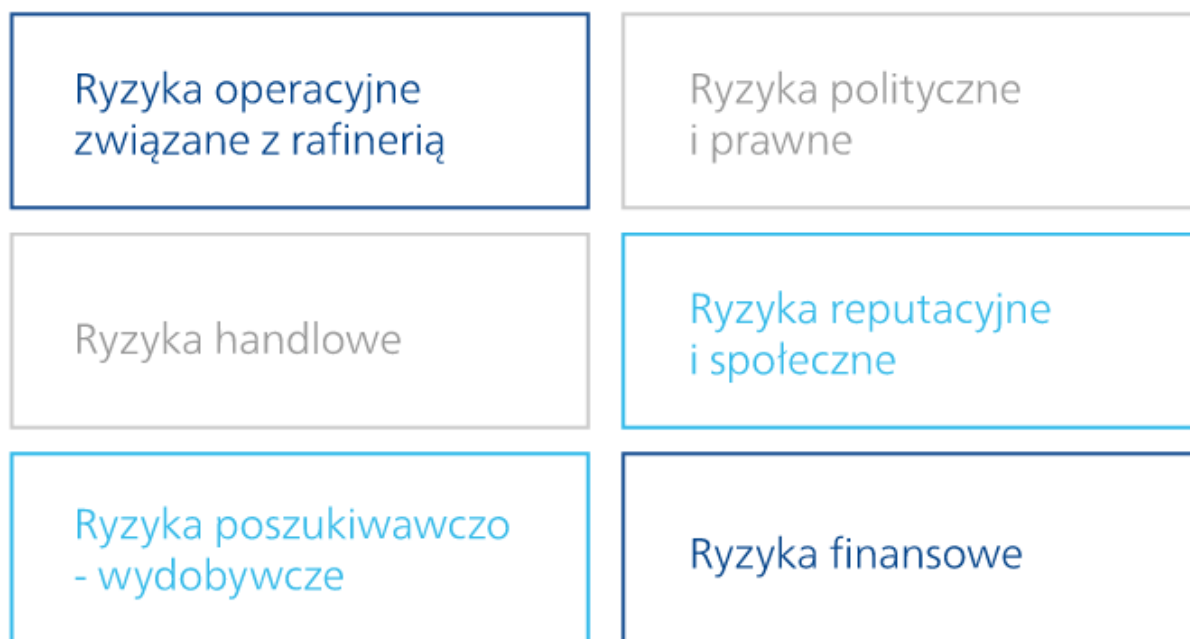 Ryzyka operacyjne
związane z rafinerią
Ryzyka polityczne
i prawne
Ryzyka handlowe
Ryzyka reputacyjne
i społeczne
Ryzyka poszukiwawczo
- wydobywcze
Ryzyka finansowe